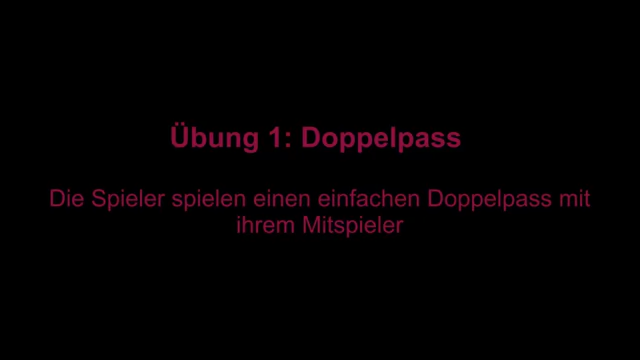 Übung 1: Doppelpass
Die Spieler spielen einen einfachen Doppelpass mit
ihrem Mitspieler